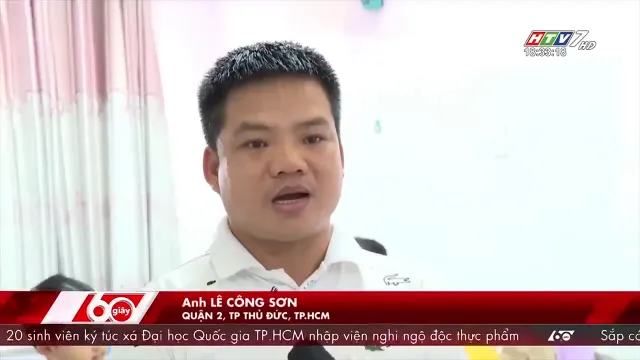 HTV7 HD
18:33:18
60 giây
Anh LÊ CÔNG SƠN
QUẬN 2, TP THỦ ĐỨC, TP.HCM
20 sinh viên ký túc xá Đại học Quốc gia TP.HCM nhập viện nghi ngộ độc thực phẩm 60s Sắp có